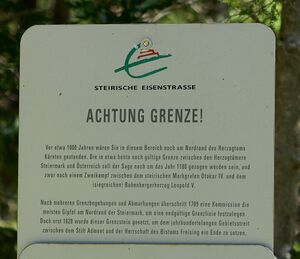 STEIRISCHE EISENSTRASSE
ACHTUNG GRENZE!
Vor etwa 1000 Jahren wären Sie in diesem Bereich noch am Nordrand des Herzogtums
Kärnten gestanden. Die in etwa heute noch gültige Grenze zwischen den Herzogtümern
Steiermark und Österreich soll der Sage nach um das Jahr 1180 gezogen worden sein, und
zwar nach einem Zweikampf zwischen dem steirischen Markgrafen Otokar IV. und dem
(siegreichen) Babenbergerherzog Leopold V.
Nach mehreren Grenzbegehungen und Abmarkungen überschritt 1709 eine Kommission die
meisten Gipfel am Nordrand der Steiermark, um eine endgültige Grenzlinie festzulegen.
Doch erst 1828 wurde dieser Grenzstein gesetzt, um dem jahrhundertelangen Gebietsstreit
zwischen dem Stift Admont und der Herrschaft des Bistums Freising ein Ende zu setzen.